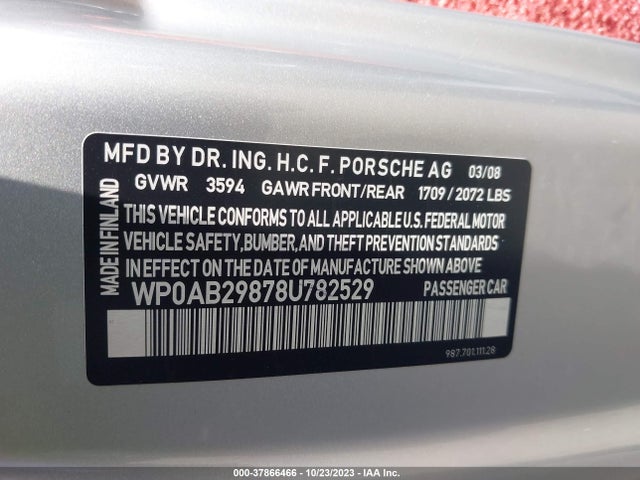 MFD BY DR. ING. H.C. F. PORSCHE AG 03/08
GVWR 3594 GAWR FRONT/REAR 1709 / 2072 LBS
THIS VEHICLE CONFORMS TO ALL APPLICABLE U.S. FEDERAL MOTOR
VEHICLE SAFETY, BUMPER, AND THEFT PREVENTION STANDARDS
IN EFFECT ON THE DATE OF MANUFACTURE SHOWN ABOVE
WP0AB29878U782529 PASSENGER CAR
987.701.111.28
MADE IN FINLAND
000-37866466 - 10/23/2023 - IAA Inc.